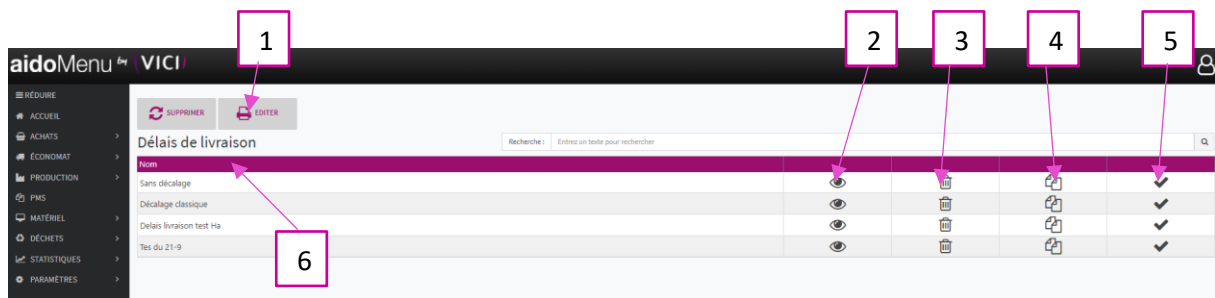 1
2
3
4
5
aidoMenu by (VICI)
RÉDUIRE
ACCUEIL
ACHATS
ÉCONOMAT
PRODUCTION
PMS
MATÉRIEL
DÉCHETS
STATISTIQUES
PARAMÈTRES
SUPPRIMER
EDITER
Délais de livraison
Recherche : Entrez un texte pour rechercher
Nom
Sans décalage
Décalage classique
Delais livraison test Ha
Tes du 21-9
6